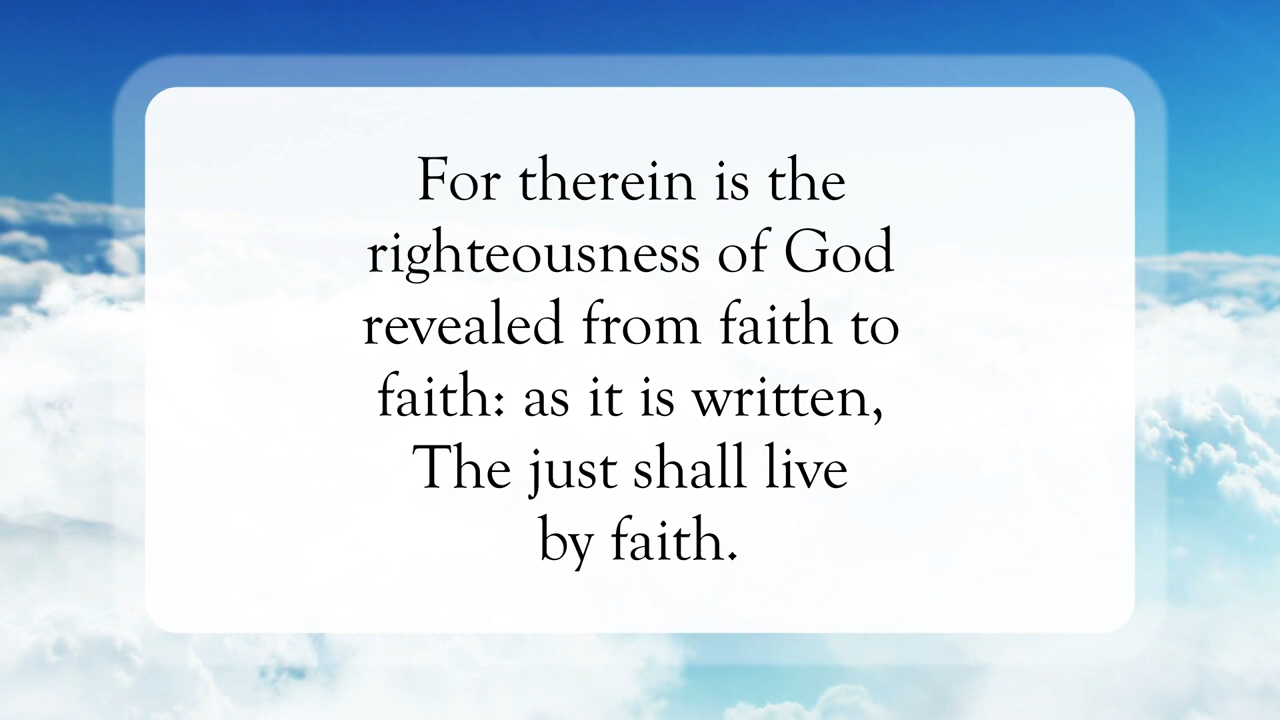 For therein is the
righteousness of God
revealed from faith to
faith: as it is written,
The just shall live
by faith.